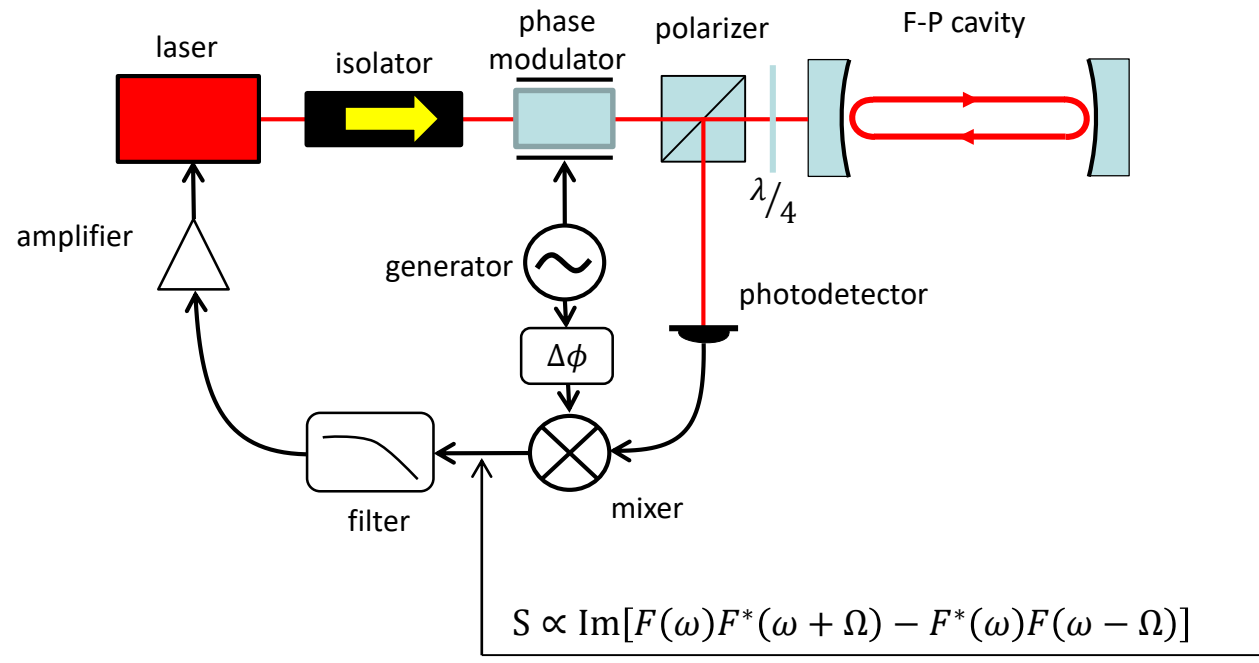 laser
isolator
phase
modulator
polarizer
F-P cavity
λ/4
amplifier
generator
photodetector
Δϕ
filter
mixer
S ∝ Im[F(ω)F*(ω + Ω) − F*(ω)F(ω − Ω)]